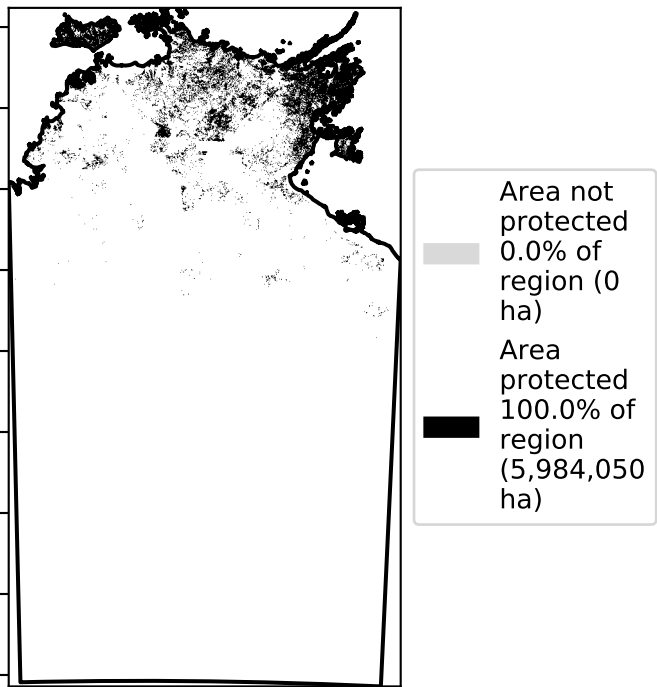 Area not
protected
0.0% of
region (0
ha)
Area
protected
100.0% of
region
(5,984,050
ha)